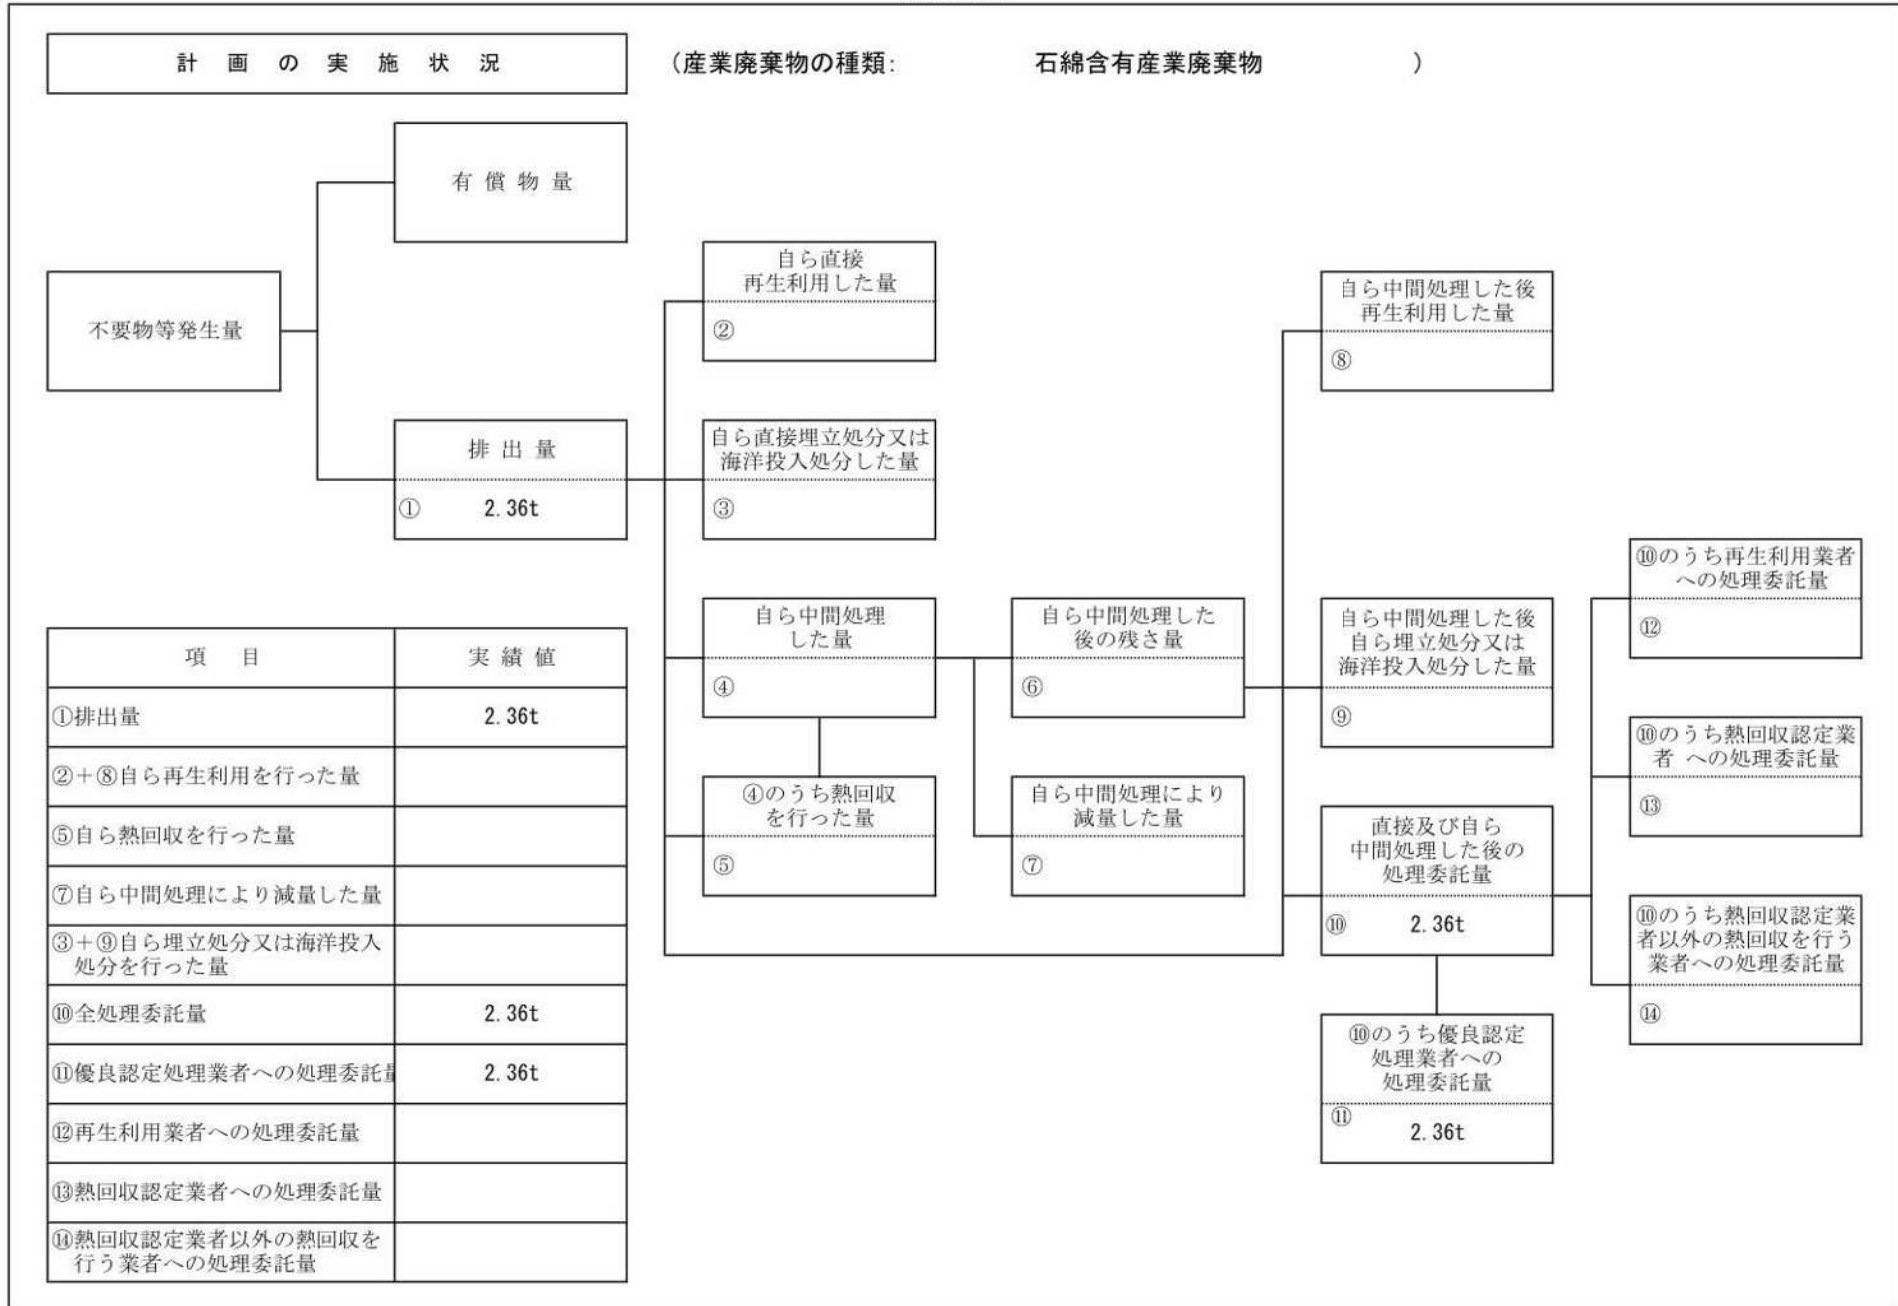 計画の実施状況
（産業廃棄物の種類： 石綿含有産業廃棄物 ）
有償物量
不要物等発生量
排出量
① 2.36t
自ら直接
再生利用した量
②
自ら直接埋立処分又は
海洋投入処分した量
③
自ら中間処理
した量
④
④のうち熱回収
を行った量
⑤
自ら中間処理した
後の残さ量
⑥
自ら中間処理により
減量した量
⑦
自ら中間処理した後
再生利用した量
⑧
自ら中間処理した後
自ら埋立処分又は
海洋投入処分した量
⑨
直接及び自ら
中間処理した後の
処理委託量
⑩ 2.36t
⑩のうち優良認定
処理業者への
処理委託量
⑪ 2.36t
⑩のうち再生利用業者
への処理委託量
⑫
⑩のうち熱回収認定業
者 への処理委託量
⑬
⑩のうち熱回収認定業
者以外の熱回収を行う
業者への処理委託量
⑭
項目 実績値
①排出量 2.36t
②＋⑧自ら再生利用を行った量
⑤自ら熱回収を行った量
⑦自ら中間処理により減量した量
③＋⑨自ら埋立処分又は海洋投入
処分を行った量
⑩全処理委託量 2.36t
⑪優良認定処理業者への処理委託量 2.36t
⑫再生利用業者への処理委託量
⑬熱回収認定業者への処理委託量
⑭熱回収認定業者以外の熱回収を
行う業者への処理委託量